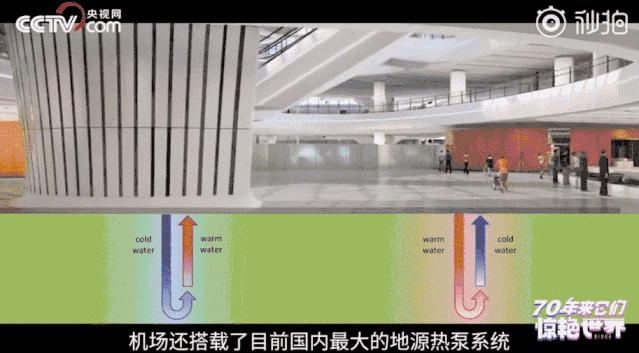 CCTV.com 央视网
秒拍
cold water
warm water
warm water
cold water
70年来它们
惊艳世界
机场还搭载了目前国内最大的地源热泵系统